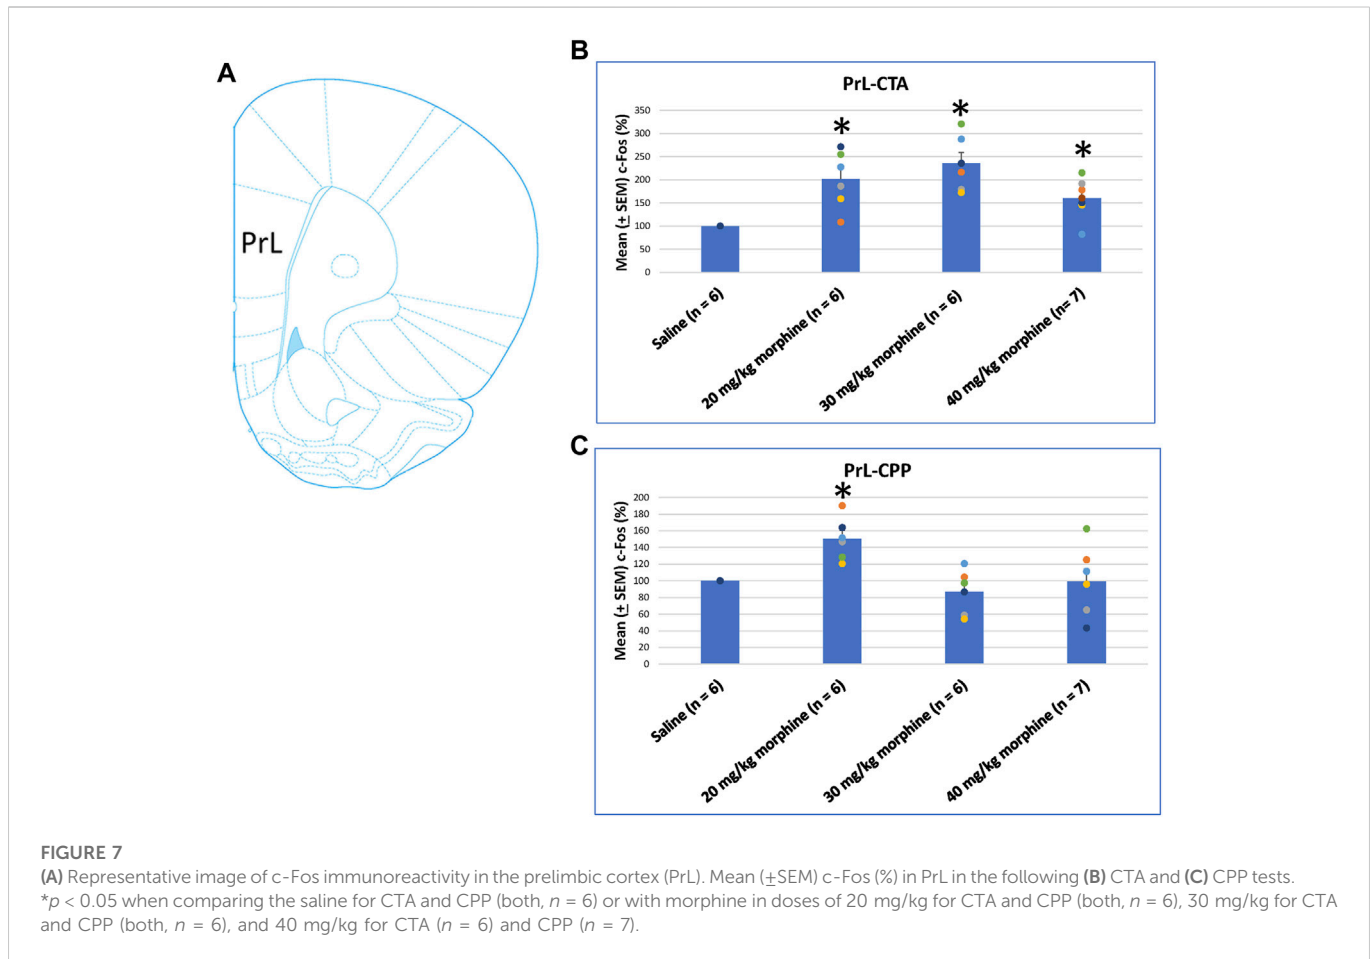 A
PrL
B
PrL-CTA
Mean (± SEM) c-Fos (%)
350
300
250
200
150
100
50
0
Saline (n = 6)
20 mg/kg morphine (n = 6)
30 mg/kg morphine (n = 6)
40 mg/kg morphine (n= 7)
*
*
*
C
PrL-CPP
Mean (± SEM) c-Fos (%)
200
180
160
140
120
100
80
60
40
20
0
Saline (n = 6)
20 mg/kg morphine (n = 6)
30 mg/kg morphine (n = 6)
40 mg/kg morphine (n = 7)
*
FIGURE 7
(A) Representative image of c-Fos immunoreactivity in the prelimbic cortex (PrL). Mean (±SEM) c-Fos (%) in PrL in the following (B) CTA and (C) CPP tests.
*p < 0.05 when comparing the saline for CTA and CPP (both, n = 6) or with morphine in doses of 20 mg/kg for CTA and CPP (both, n = 6), 30 mg/kg for CTA
and CPP (both, n = 6), and 40 mg/kg for CTA (n = 6) and CPP (n = 7).